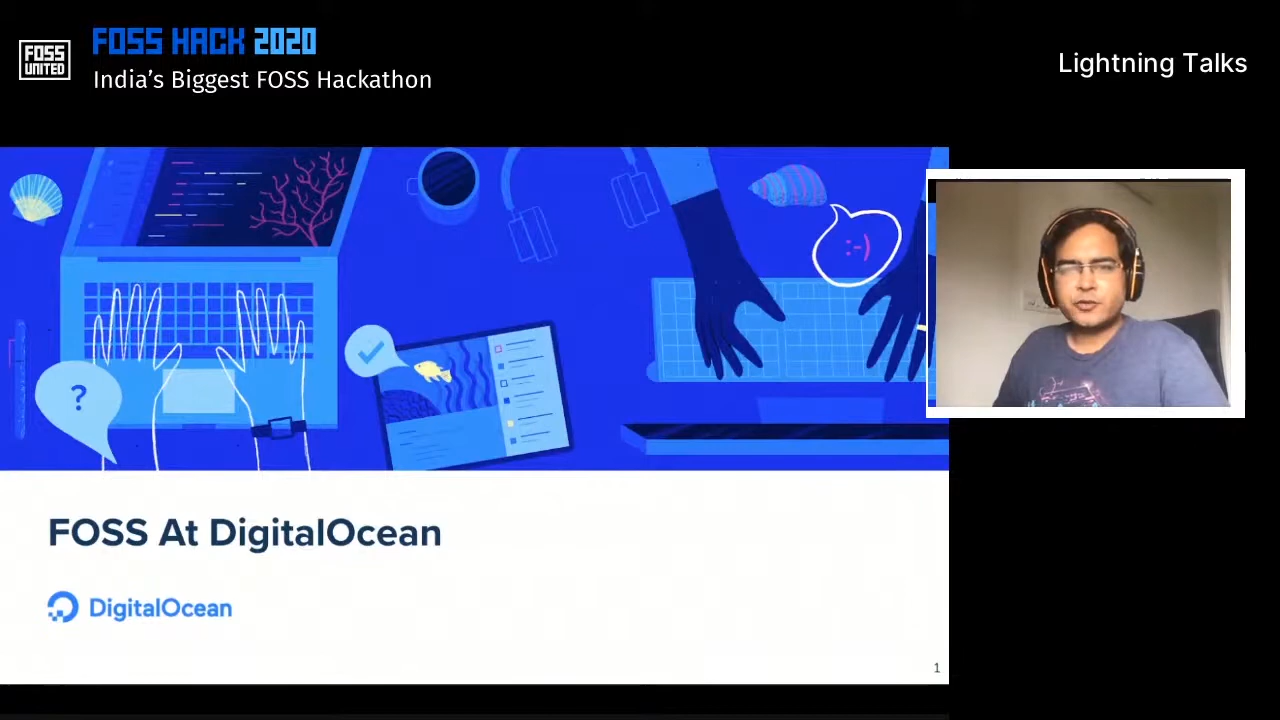 FOSS
UNITED
FOSS HACK 2020
India’s Biggest FOSS Hackathon
Lightning Talks
:-)
?
FOSS At DigitalOcean
DigitalOcean
1